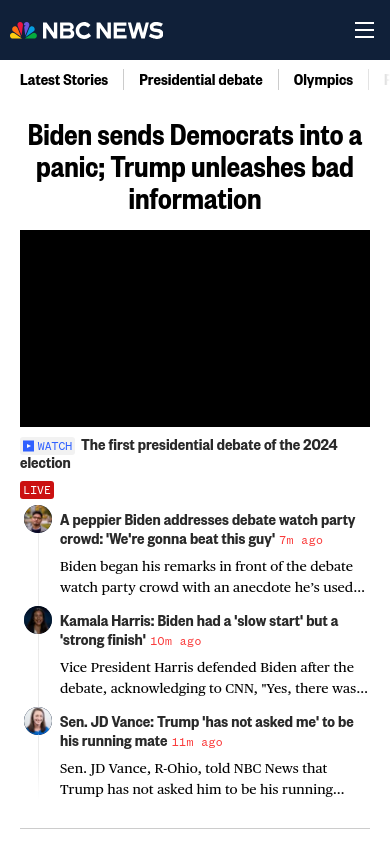 NBC NEWS
Latest Stories
Presidential debate
Olympics
Biden sends Democrats into a
panic; Trump unleashes bad
information
WATCH The first presidential debate of the 2024
election
LIVE
A peppier Biden addresses debate watch party
crowd: 'We're gonna beat this guy' 7m ago
Biden began his remarks in front of the debate
watch party crowd with an anecdote he’s used...
Kamala Harris: Biden had a 'slow start' but a
'strong finish' 10m ago
Vice President Harris defended Biden after the
debate, acknowledging to CNN, "Yes, there was...
Sen. JD Vance: Trump 'has not asked me' to be
his running mate 11m ago
Sen. JD Vance, R-Ohio, told NBC News that
Trump has not asked him to be his running...